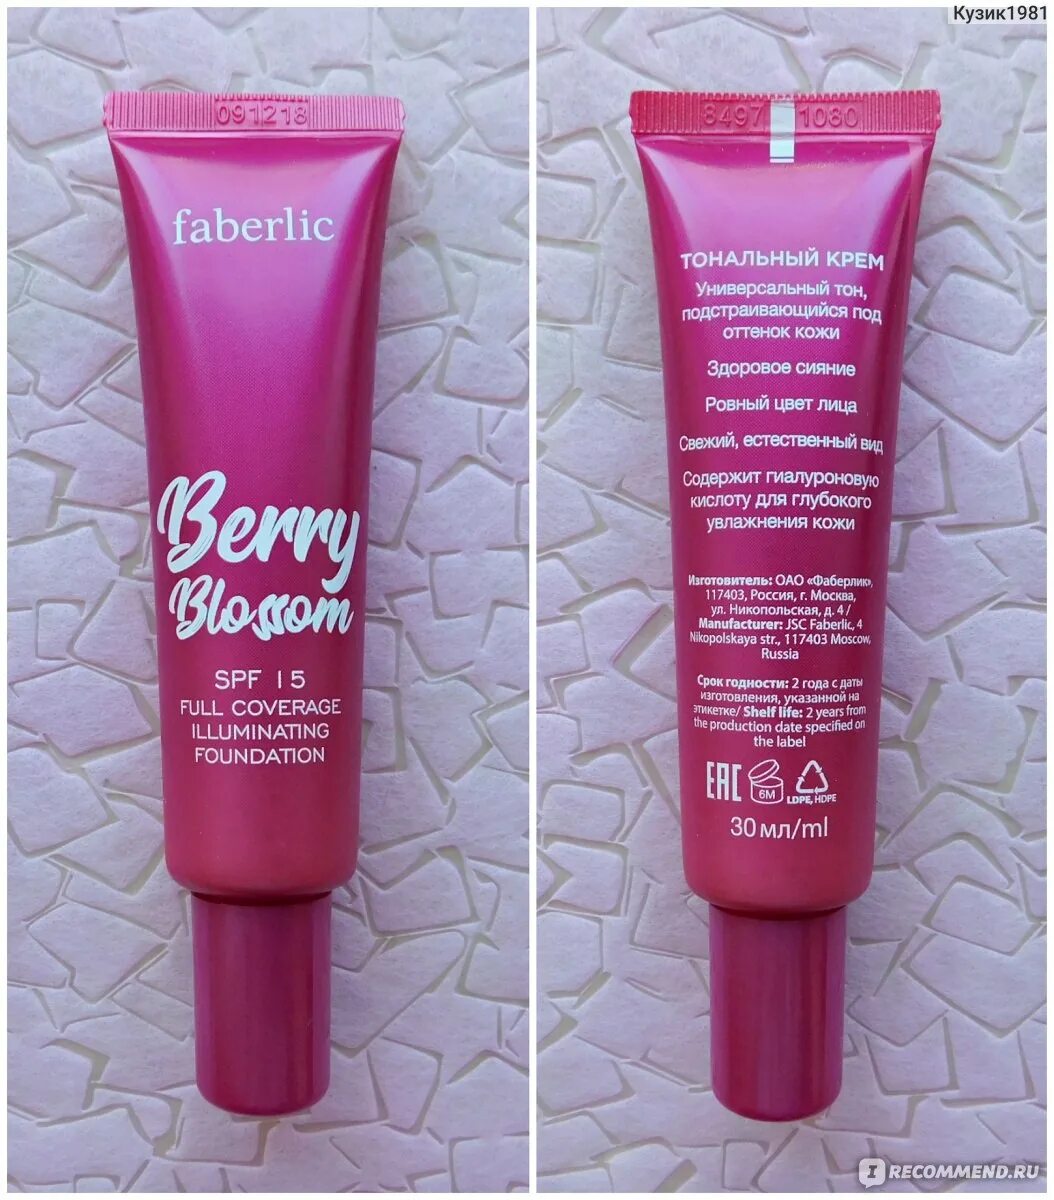 Кузик1981
091218
faberlic
Berry
Blossom
SPF 15
FULL COVERAGE
ILLUMINATING
FOUNDATION
8497 1080
ТОНАЛЬНЫЙ КРЕМ
Универсальный тон,
подстраивающийся под
оттенок кожи
Здоровое сияние
Ровный цвет лица
Свежий, естественный вид
Содержит гиалуроновую
кислоту для глубокого
увлажнения кожи
Изготовитель: ОАО «Фаберлик»,
117403, Россия, г. Москва,
ул. Никопольская, д. 4 /
Manufacturer: JSC Faberlic, 4
Nikopolskaya str., 117403 Moscow,
Russia
Срок годности: 2 года с даты
изготовления, указанной на
этикетке/ Shelf life: 2 years from
the production date specified on
the label
EAC 6M LDPE, HDPE
30 мл/ml
IRECOMMEND.RU